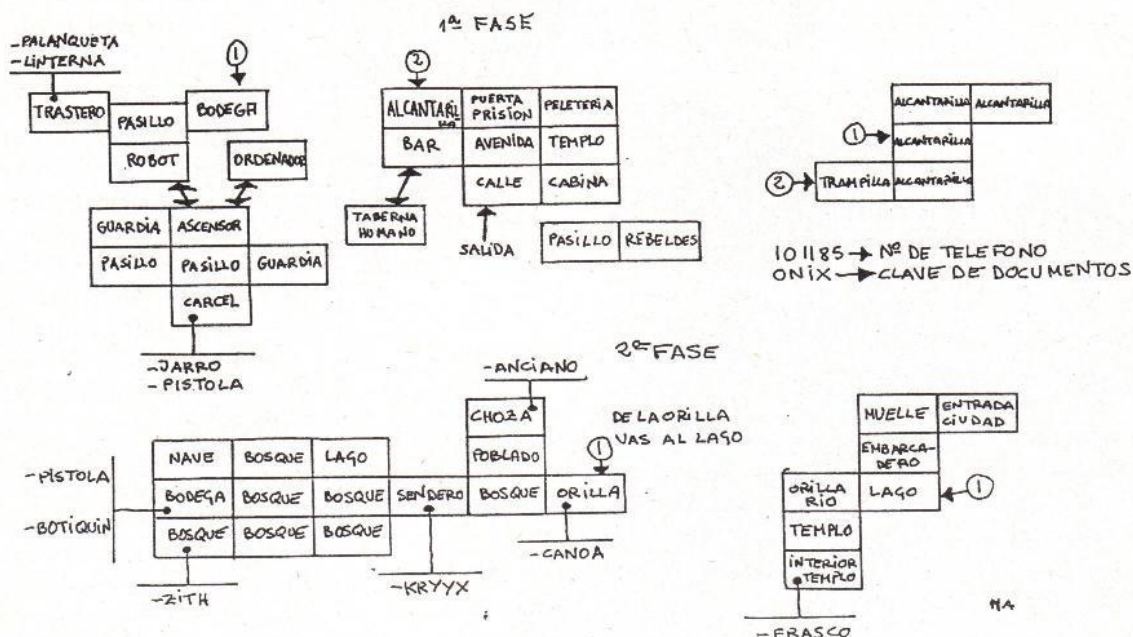 1ª FASE
-PALANQUETA
-LINTERNA
①
TRASTERO
PASILLO
BODEGA
ROBOT
ORDENADOR
GUARDIA
ASCENSOR
PASILLO
PASILLO
GUARDIA
CARCEL
-JARRO
-PISTOLA
②
ALCANTARIL
LLA
PUERTA
PRISION
PELETERIA
BAR
AVENIDA
TEMPLO
CALLE
CABINA
TABERNA
HUMANO
SALIDA
PASILLO
REBELDES
ALCANTARILLA
ALCANTARILLA
①
ALCANTARILLA
②
TRAMPILLA
ALCANTARILLA
101185 → Nº DE TELEFONO
ONIX → CLAVE DE DOCUMENTOS
2ª FASE
-ANCIANO
CHOZA
DE LA ORILLA
VAS AL LAGO
POBLADO
①
NAVE
BOSQUE
LAGO
-PISTOLA
-BOTIQUIN
BODEGA
BOSQUE
BOSQUE
SENDERO
BOSQUE
ORILLA
BOSQUE
BOSQUE
BOSQUE
-CANOA
-ZITH
-KRYYX
MUELLE
ENTRADA
CIUDAD
EMBARCA-
DERO
ORILLA
RIO
LAGO
①
TEMPLO
INTERIOR
TEMPLO
-FRASCO
MA